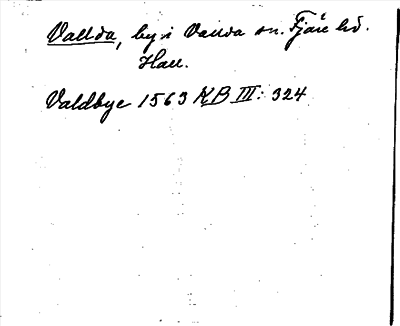 Vallda, by i Vallda sn. Fjäre hd.
Hall.
Valdbye 1563 KB III: 324